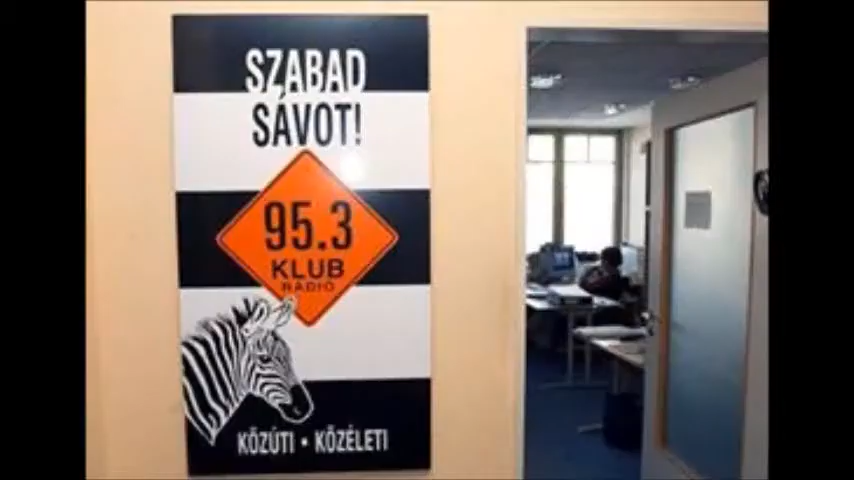 SZABAD
SÁVOT!
95.3
KLUB
RÁDIÓ
KÖZÚTI • KÖZÉLETI